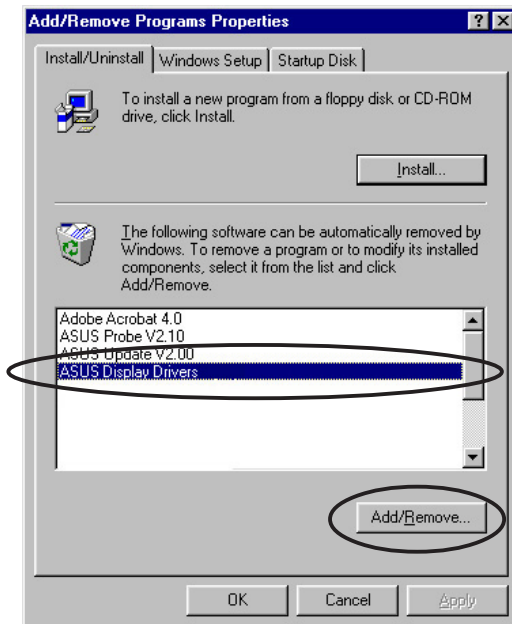 Add/Remove Programs Properties
Install/Uninstall Windows Setup Startup Disk
To install a new program from a floppy disk or CD-ROM
drive, click Install.
Install...
The following software can be automatically removed by
Windows. To remove a program or to modify its installed
components, select it from the list and click
Add/Remove.
Adobe Acrobat 4.0
ASUS Probe V2.10
ASUS Update V2.00
ASUS Display Drivers
Add/Remove...
OK Cancel Apply